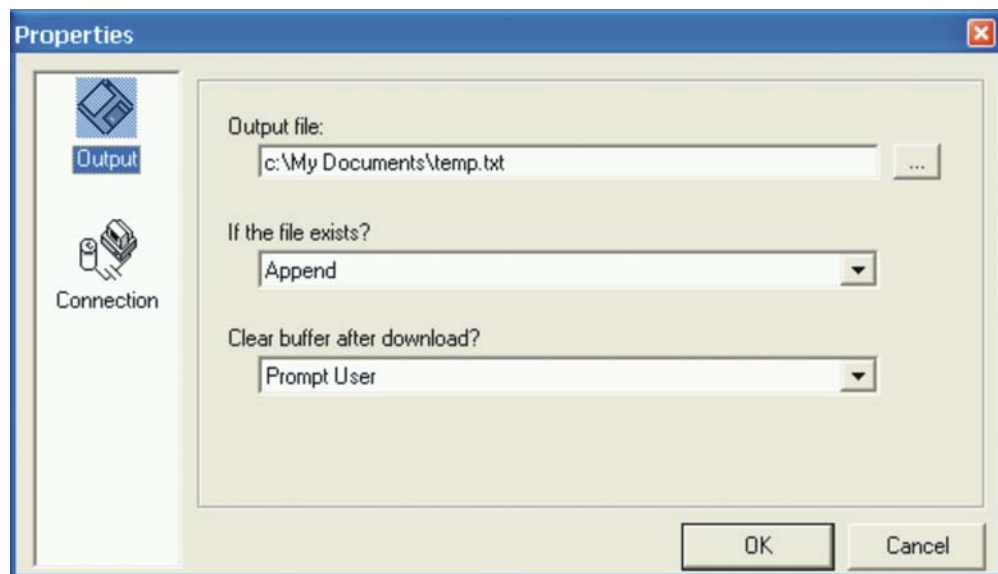 Properties
Output
Connection
Output file:
c:\My Documents\temp.txt
...
If the file exists?
Append
Clear buffer after download?
Prompt User
OK
Cancel